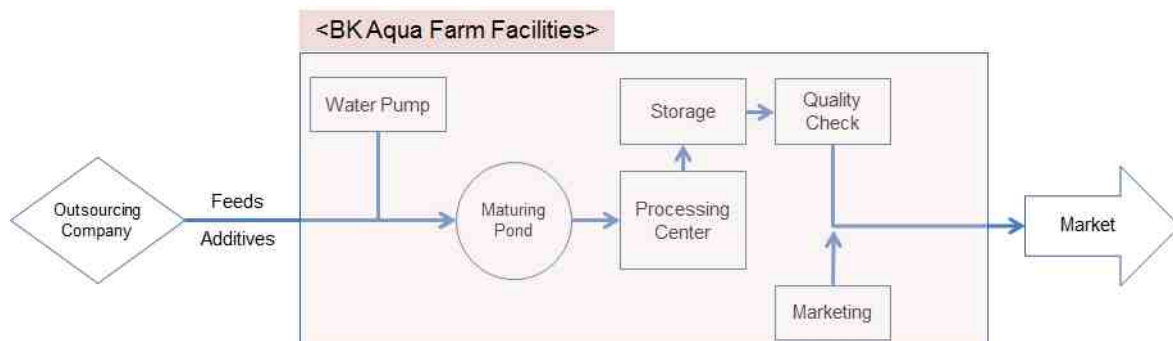 <BK Aqua Farm Facilities>
Water Pump
Storage
Quality
Check
Outsourcing
Company
Feeds
Additives
Maturing
Pond
Processing
Center
Market
Marketing